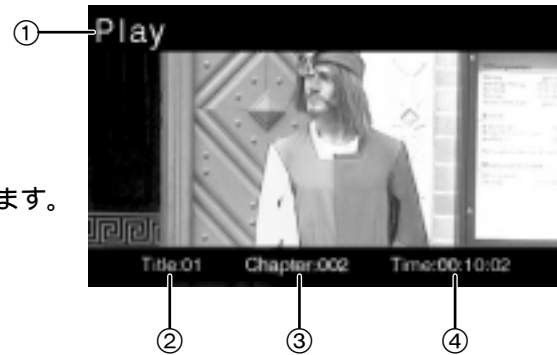 ①
Play
ます。
Title:01 Chapter:002 Time:00:10:02
② ③ ④